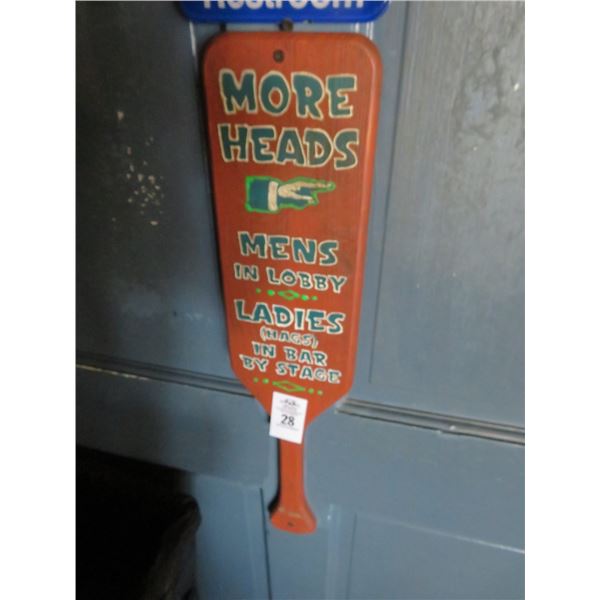 Restroom
MORE
HEADS
MENS
IN LOBBY
LADIES
(HAGS)
IN BAR
BY STAGE
28